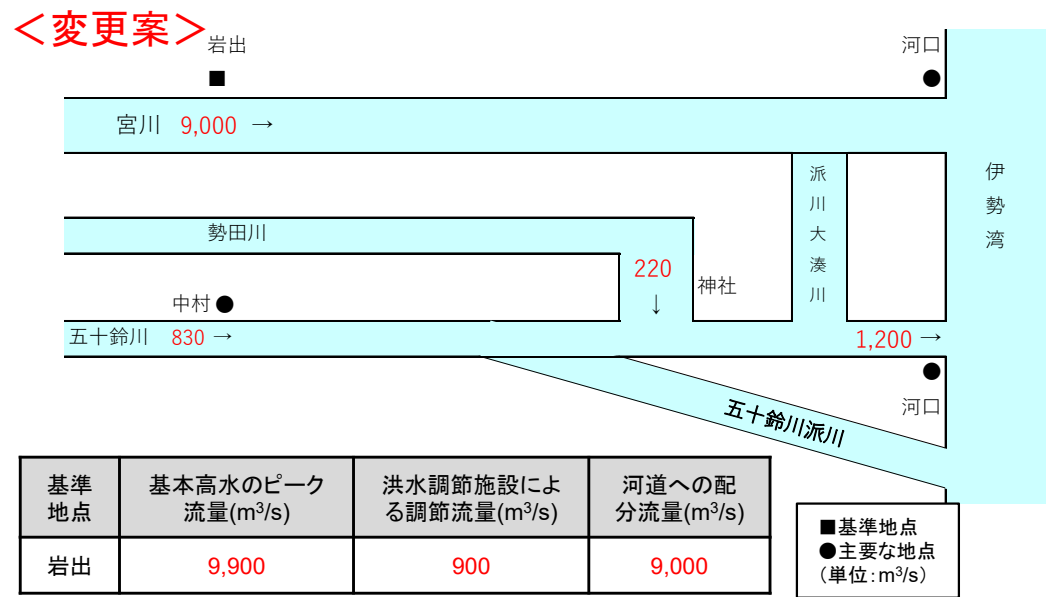 ＜変更案＞
岩出
■
河口
●
宮川 9,000 →
派川大湊川
伊勢湾
勢田川
220
↓
神社
中村●
五十鈴川 830 →
1,200 →
●
河口
五十鈴川派川
基準
地点
基本高水のピーク
流量(m³/s)
洪水調節施設によ
る調節流量(m³/s)
河道への配
分流量(m³/s)
岩出
9,900
900
9,000
■基準地点
●主要な地点
（単位：m³/s）